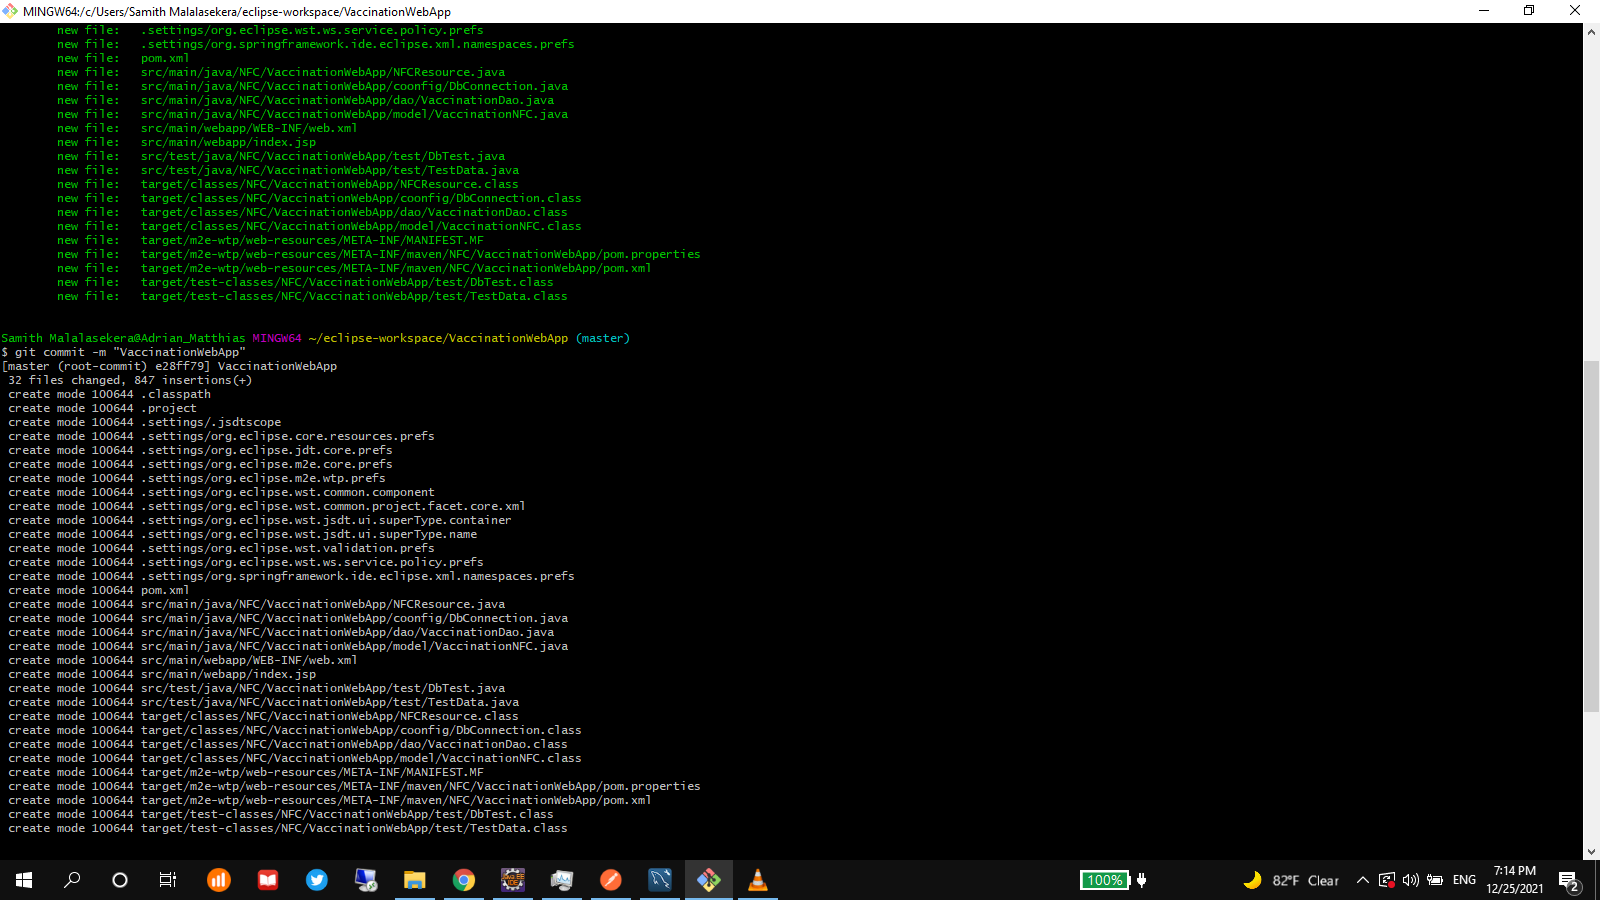 MINGW64:/c/Users/Samith Malalasekera/eclipse-workspace/VaccinationWebApp
new file:   .settings/org.eclipse.wst.ws.service.policy.prefs
new file:   .settings/org.springframework.ide.eclipse.xml.namespaces.prefs
new file:   pom.xml
new file:   src/main/java/NFC/VaccinationWebApp/NFCResource.java
new file:   src/main/java/NFC/VaccinationWebApp/coonfig/DbConnection.java
new file:   src/main/java/NFC/VaccinationWebApp/dao/VaccinationDao.java
new file:   src/main/java/NFC/VaccinationWebApp/model/VaccinationNFC.java
new file:   src/main/webapp/WEB-INF/web.xml
new file:   src/main/webapp/index.jsp
new file:   src/test/java/NFC/VaccinationWebApp/test/DbTest.java
new file:   src/test/java/NFC/VaccinationWebApp/test/TestData.java
new file:   target/classes/NFC/VaccinationWebApp/NFCResource.class
new file:   target/classes/NFC/VaccinationWebApp/coonfig/DbConnection.class
new file:   target/classes/NFC/VaccinationWebApp/dao/VaccinationDao.class
new file:   target/classes/NFC/VaccinationWebApp/model/VaccinationNFC.class
new file:   target/m2e-wtp/web-resources/META-INF/MANIFEST.MF
new file:   target/m2e-wtp/web-resources/META-INF/maven/NFC/VaccinationWebApp/pom.properties
new file:   target/m2e-wtp/web-resources/META-INF/maven/NFC/VaccinationWebApp/pom.xml
new file:   target/test-classes/NFC/VaccinationWebApp/test/DbTest.class
new file:   target/test-classes/NFC/VaccinationWebApp/test/TestData.class
Samith Malalasekera@Adrian_Matthias MINGW64 ~/eclipse-workspace/VaccinationWebApp (master)
$ git commit -m "VaccinationWebApp"
[master (root-commit) e28ff79] VaccinationWebApp
32 files changed, 847 insertions(+)
create mode 100644 .classpath
create mode 100644 .project
create mode 100644 .settings/.jsdtscope
create mode 100644 .settings/org.eclipse.core.resources.prefs
create mode 100644 .settings/org.eclipse.jdt.core.prefs
create mode 100644 .settings/org.eclipse.m2e.core.prefs
create mode 100644 .settings/org.eclipse.m2e.wtp.prefs
create mode 100644 .settings/org.eclipse.wst.common.component
create mode 100644 .settings/org.eclipse.wst.common.project.facet.core.xml
create mode 100644 .settings/org.eclipse.wst.jsdt.ui.superType.container
create mode 100644 .settings/org.eclipse.wst.jsdt.ui.superType.name
create mode 100644 .settings/org.eclipse.wst.validation.prefs
create mode 100644 .settings/org.eclipse.wst.ws.service.policy.prefs
create mode 100644 .settings/org.springframework.ide.eclipse.xml.namespaces.prefs
create mode 100644 pom.xml
create mode 100644 src/main/java/NFC/VaccinationWebApp/NFCResource.java
create mode 100644 src/main/java/NFC/VaccinationWebApp/coonfig/DbConnection.java
create mode 100644 src/main/java/NFC/VaccinationWebApp/dao/VaccinationDao.java
create mode 100644 src/main/java/NFC/VaccinationWebApp/model/VaccinationNFC.java
create mode 100644 src/main/webapp/WEB-INF/web.xml
create mode 100644 src/main/webapp/index.jsp
create mode 100644 src/test/java/NFC/VaccinationWebApp/test/DbTest.java
create mode 100644 src/test/java/NFC/VaccinationWebApp/test/TestData.java
create mode 100644 target/classes/NFC/VaccinationWebApp/NFCResource.class
create mode 100644 target/classes/NFC/VaccinationWebApp/coonfig/DbConnection.class
create mode 100644 target/classes/NFC/VaccinationWebApp/dao/VaccinationDao.class
create mode 100644 target/classes/NFC/VaccinationWebApp/model/VaccinationNFC.class
create mode 100644 target/m2e-wtp/web-resources/META-INF/MANIFEST.MF
create mode 100644 target/m2e-wtp/web-resources/META-INF/maven/NFC/VaccinationWebApp/pom.properties
create mode 100644 target/m2e-wtp/web-resources/META-INF/maven/NFC/VaccinationWebApp/pom.xml
create mode 100644 target/test-classes/NFC/VaccinationWebApp/test/DbTest.class
create mode 100644 target/test-classes/NFC/VaccinationWebApp/test/TestData.class
100%
82°F Clear
ENG
7:14 PM
12/25/2021
2